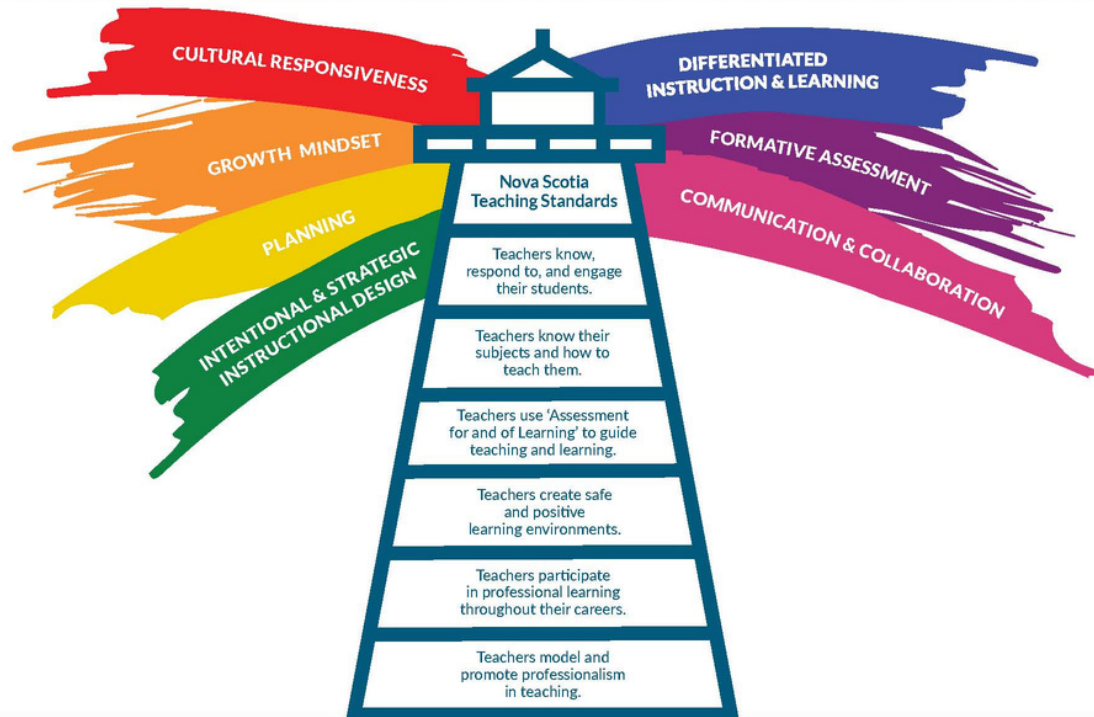 CULTURAL RESPONSIVENESS
GROWTH MINDSET
PLANNING
INTENTIONAL & STRATEGIC
INSTRUCTIONAL DESIGN
DIFFERENTIATED
INSTRUCTION & LEARNING
FORMATIVE ASSESSMENT
COMMUNICATION & COLLABORATION
Nova Scotia
Teaching Standards
Teachers know,
respond to, and engage
their students.
Teachers know their
subjects and how to
teach them.
Teachers use ‘Assessment
for and of Learning’ to guide
teaching and learning.
Teachers create safe
and positive
learning environments.
Teachers participate
in professional learning
throughout their careers.
Teachers model and
promote professionalism
in teaching.